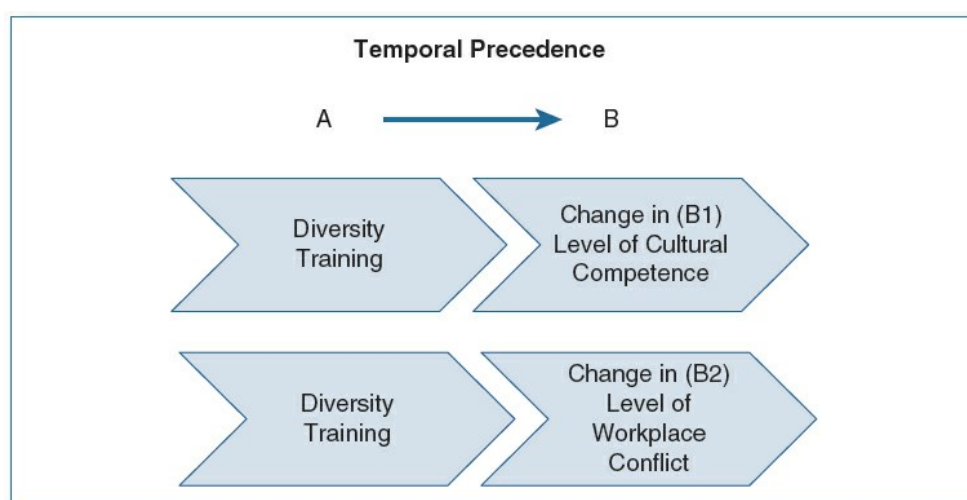 Temporal Precedence
A B
Diversity
Training
Change in (B1)
Level of Cultural
Competence
Diversity
Training
Change in (B2)
Level of
Workplace
Conflict